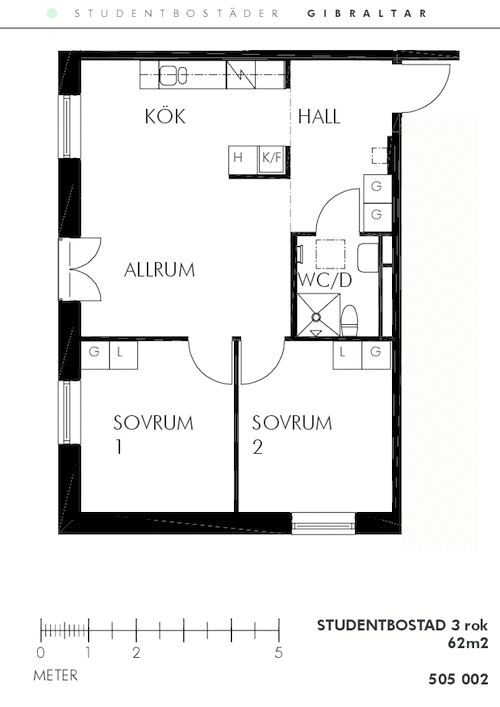 STUDENTBOSTÄDER GIBRALTAR
KÖK
HALL
H
K/F
G
G
ALLRUM
WC/D
G
L
L
G
SOVRUM
1
SOVRUM
2
0
1
2
5
METER
STUDENTBOSTAD 3 rok
62m2
505 002